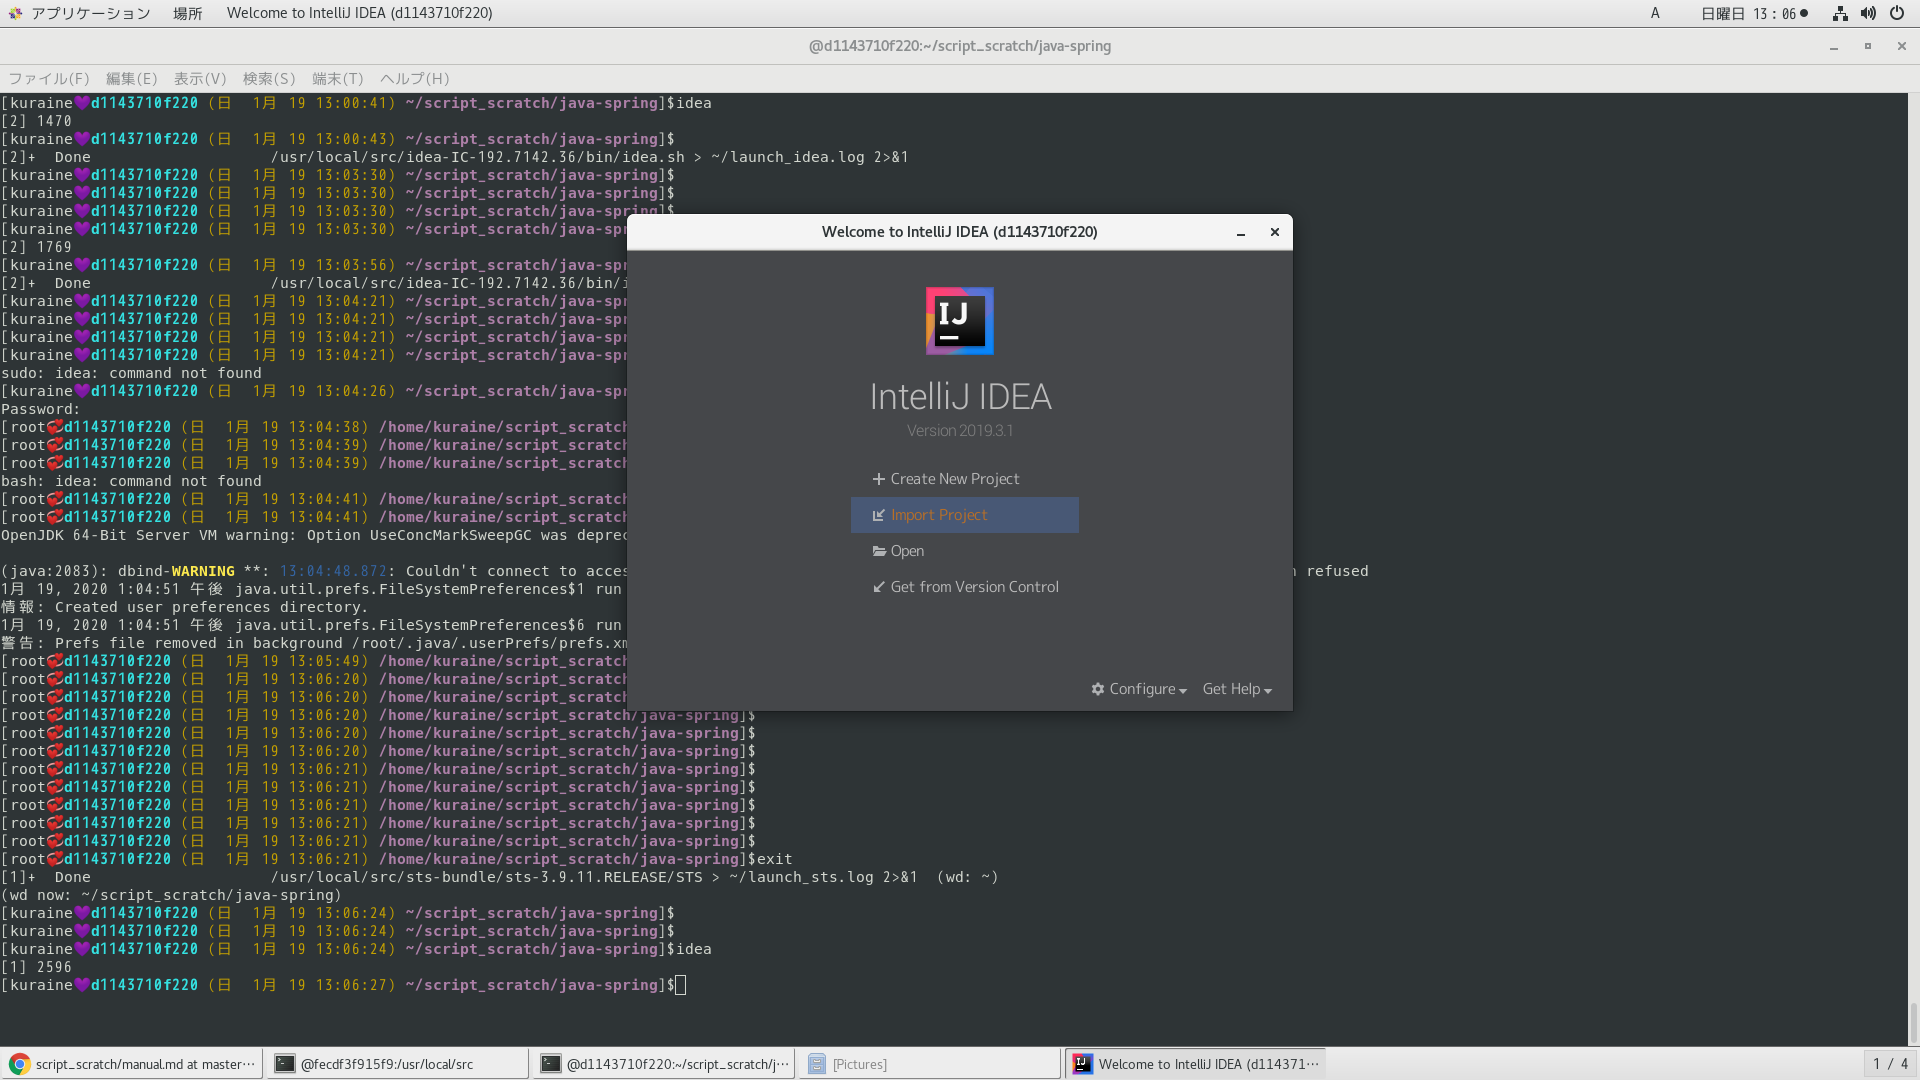 アプリケーション 場所 Welcome to IntelliJ IDEA (d1143710f220) A 日曜日 13：06●
@d1143710f220:~/script_scratch/java-spring
ファイル(F) 編集(E) 表示(V) 検索(S) 端末(T) ヘルプ(H)
[kuraine💜d1143710f220 (日 1月 19 13:00:41) ~/script_scratch/java-spring]$idea
[2] 1470
[kuraine💜d1143710f220 (日 1月 19 13:00:43) ~/script_scratch/java-spring]$
[2]+ Done /usr/local/src/idea-IC-192.7142.36/bin/idea.sh > ~/launch_idea.log 2>&1
[kuraine💜d1143710f220 (日 1月 19 13:03:30) ~/script_scratch/java-spring]$
[kuraine💜d1143710f220 (日 1月 19 13:03:30) ~/script_scratch/java-spring]$
[kuraine💜d1143710f220 (日 1月 19 13:03:30) ~/script_scratch/java-spring]$
[kuraine💜d1143710f220 (日 1月 19 13:03:30) ~/script_scratch/java-spr
[2] 1769
[kuraine💜d1143710f220 (日 1月 19 13:03:56) ~/script_scratch/java-spr
[2]+ Done /usr/local/src/idea-IC-192.7142.36/bin/i
[kuraine💜d1143710f220 (日 1月 19 13:04:21) ~/script_scratch/java-spr
[kuraine💜d1143710f220 (日 1月 19 13:04:21) ~/script_scratch/java-spr
[kuraine💜d1143710f220 (日 1月 19 13:04:21) ~/script_scratch/java-spr
[kuraine💜d1143710f220 (日 1月 19 13:04:21) ~/script_scratch/java-spr
sudo: idea: command not found
[kuraine💜d1143710f220 (日 1月 19 13:04:26) ~/script_scratch/java-spr
Password:
[root💞d1143710f220 (日 1月 19 13:04:38) /home/kuraine/script_scratch
[root💞d1143710f220 (日 1月 19 13:04:39) /home/kuraine/script_scratch
[root💞d1143710f220 (日 1月 19 13:04:39) /home/kuraine/script_scratch
bash: idea: command not found
[root💞d1143710f220 (日 1月 19 13:04:41) /home/kuraine/script_scratch
[root💞d1143710f220 (日 1月 19 13:04:41) /home/kuraine/script_scratch
OpenJDK 64-Bit Server VM warning: Option UseConcMarkSweepGC was deprec
(java:2083): dbind-WARNING **: 13:04:48.872: Couldn't connect to acces n refused
1月 19, 2020 1:04:51 午後 java.util.prefs.FileSystemPreferences$1 run
情報: Created user preferences directory.
1月 19, 2020 1:04:51 午後 java.util.prefs.FileSystemPreferences$6 run
警告: Prefs file removed in background /root/.java/.userPrefs/prefs.xm
[root💞d1143710f220 (日 1月 19 13:05:49) /home/kuraine/script_scratch
[root💞d1143710f220 (日 1月 19 13:06:20) /home/kuraine/script_scratch
[root💞d1143710f220 (日 1月 19 13:06:20) /home/kuraine/script_scratch
[root💞d1143710f220 (日 1月 19 13:06:20) /home/kuraine/script_scratch/java-spring]$
[root💞d1143710f220 (日 1月 19 13:06:20) /home/kuraine/script_scratch/java-spring]$
[root💞d1143710f220 (日 1月 19 13:06:20) /home/kuraine/script_scratch/java-spring]$
[root💞d1143710f220 (日 1月 19 13:06:21) /home/kuraine/script_scratch/java-spring]$
[root💞d1143710f220 (日 1月 19 13:06:21) /home/kuraine/script_scratch/java-spring]$
[root💞d1143710f220 (日 1月 19 13:06:21) /home/kuraine/script_scratch/java-spring]$
[root💞d1143710f220 (日 1月 19 13:06:21) /home/kuraine/script_scratch/java-spring]$
[root💞d1143710f220 (日 1月 19 13:06:21) /home/kuraine/script_scratch/java-spring]$
[root💞d1143710f220 (日 1月 19 13:06:21) /home/kuraine/script_scratch/java-spring]$exit
[1]+ Done /usr/local/src/sts-bundle/sts-3.9.11.RELEASE/STS > ~/launch_sts.log 2>&1 (wd: ~)
(wd now: ~/script_scratch/java-spring)
[kuraine💜d1143710f220 (日 1月 19 13:06:24) ~/script_scratch/java-spring]$
[kuraine💜d1143710f220 (日 1月 19 13:06:24) ~/script_scratch/java-spring]$
[kuraine💜d1143710f220 (日 1月 19 13:06:24) ~/script_scratch/java-spring]$idea
[1] 2596
[kuraine💜d1143710f220 (日 1月 19 13:06:27) ~/script_scratch/java-spring]$
Welcome to IntelliJ IDEA (d1143710f220)
IJ
IntelliJ IDEA
Version 2019.3.1
Create New Project
Import Project
Open
Get from Version Control
Configure Get Help
script_scratch/manual.md at master··· @fecdf3f915f9:/usr/local/src @d1143710f220:~/script_scratch/j··· [Pictures] Welcome to IntelliJ IDEA (d114371··· 1 / 4